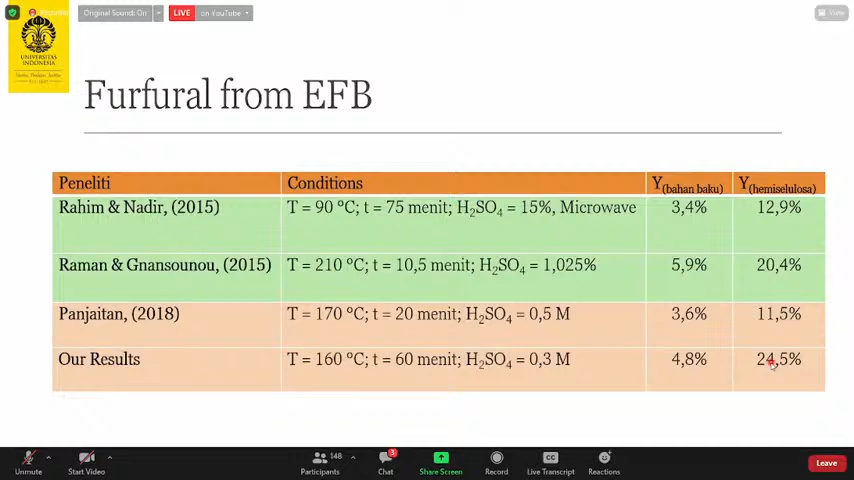 Original Sound: On
LIVE on YouTube
View
UNIVERSITAS
INDONESIA
Furfural from EFB
Peneliti Conditions Y(bahan baku) Y(hemiselulosa)
Rahim & Nadir, (2015) T = 90 °C; t = 75 menit; H₂SO₄ = 15%, Microwave 3,4% 12,9%
Raman & Gnansounou, (2015) T = 210 °C; t = 10,5 menit; H₂SO₄ = 1,025% 5,9% 20,4%
Panjaitan, (2018) T = 170 °C; t = 20 menit; H₂SO₄ = 0,5 M 3,6% 11,5%
Our Results T = 160 °C; t = 60 menit; H₂SO₄ = 0,3 M 4,8% 24,5%
148
3
Unmute Start Video Participants Chat Share Screen Record Live Transcript Reactions Leave
CC